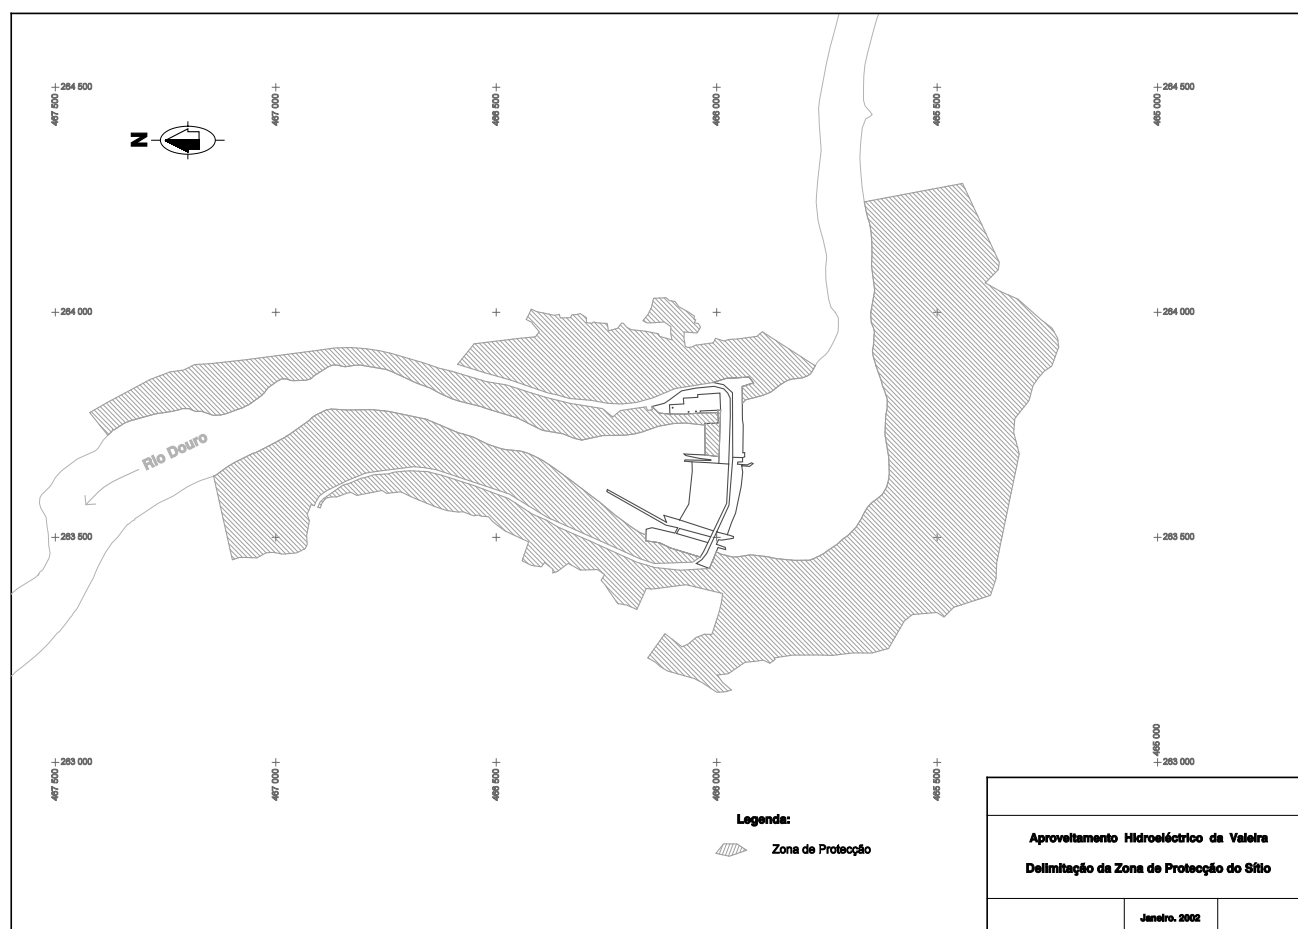 264 500
264 500
467 500
467 000
466 500
466 000
465 500
465 000
N
264 000
264 000
Rio Douro
263 500
263 500
465 000
263 000
263 000
467 500
467 000
466 500
466 000
465 500
Legenda:
Zona de Protecção
Aproveitamento Hidroeléctrico da Valeira
Delimitação da Zona de Protecção do Sítio
Janeiro. 2002